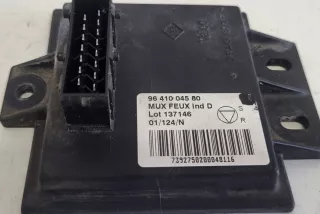 96 410 045 80
MUX FEUX ind D
Lot 137146
01/124/N
S
R
7392750200048116